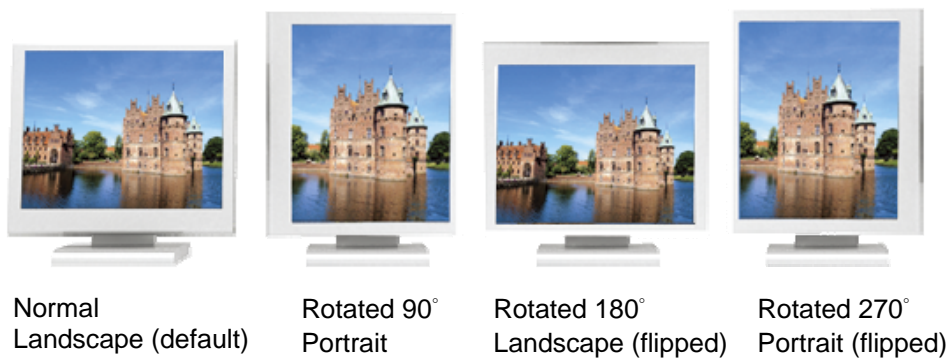 Normal
Landscape (default)
Rotated 90°
Portrait
Rotated 180°
Landscape (flipped)
Rotated 270°
Portrait (flipped)